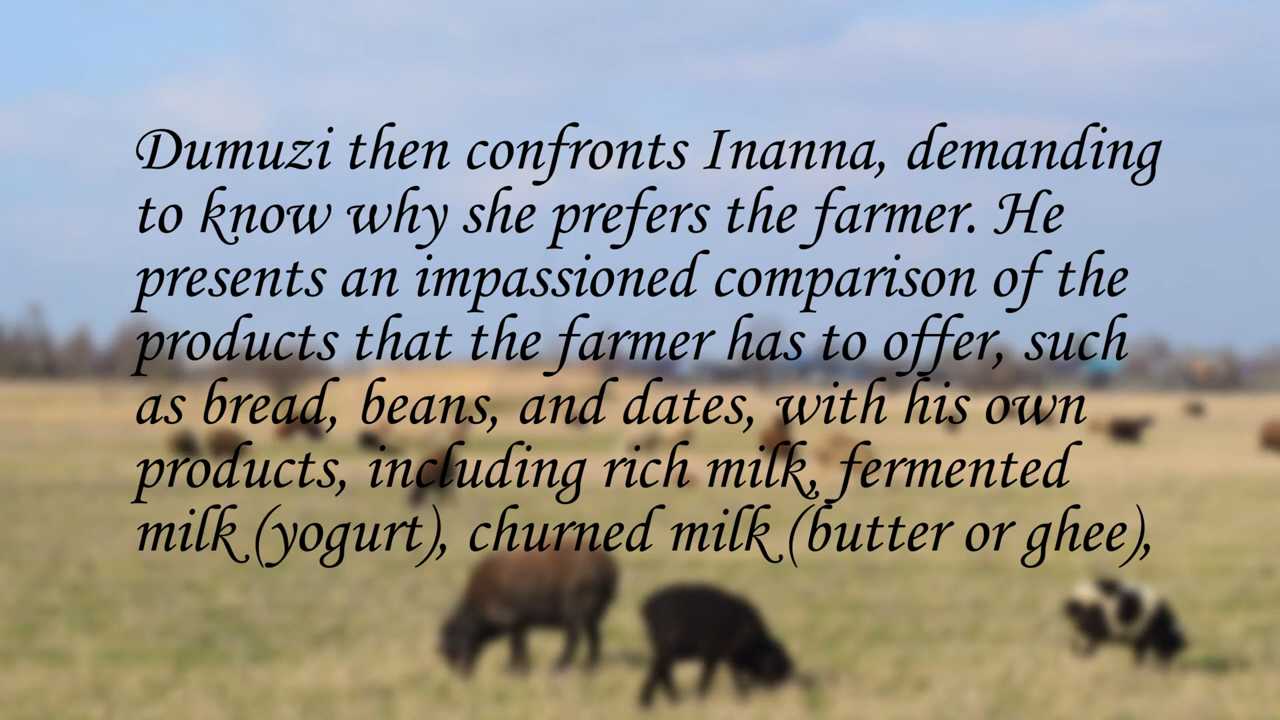 Dumuzi then confronts Inanna, demanding
to know why she prefers the farmer. He
presents an impassioned comparison of the
products that the farmer has to offer, such
as bread, beans, and dates, with his own
products, including rich milk, fermented
milk (yogurt), churned milk (butter or ghee),